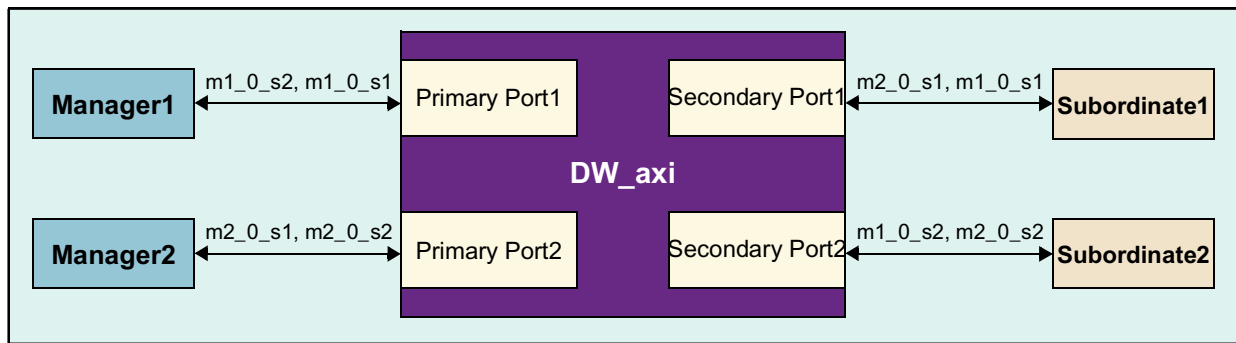 m1_0_s2, m1_0_s1
m2_0_s1, m1_0_s1
Manager1
Primary Port1
Secondary Port1
Subordinate1
DW_axi
m2_0_s1, m2_0_s2
m1_0_s2, m2_0_s2
Manager2
Primary Port2
Secondary Port2
Subordinate2